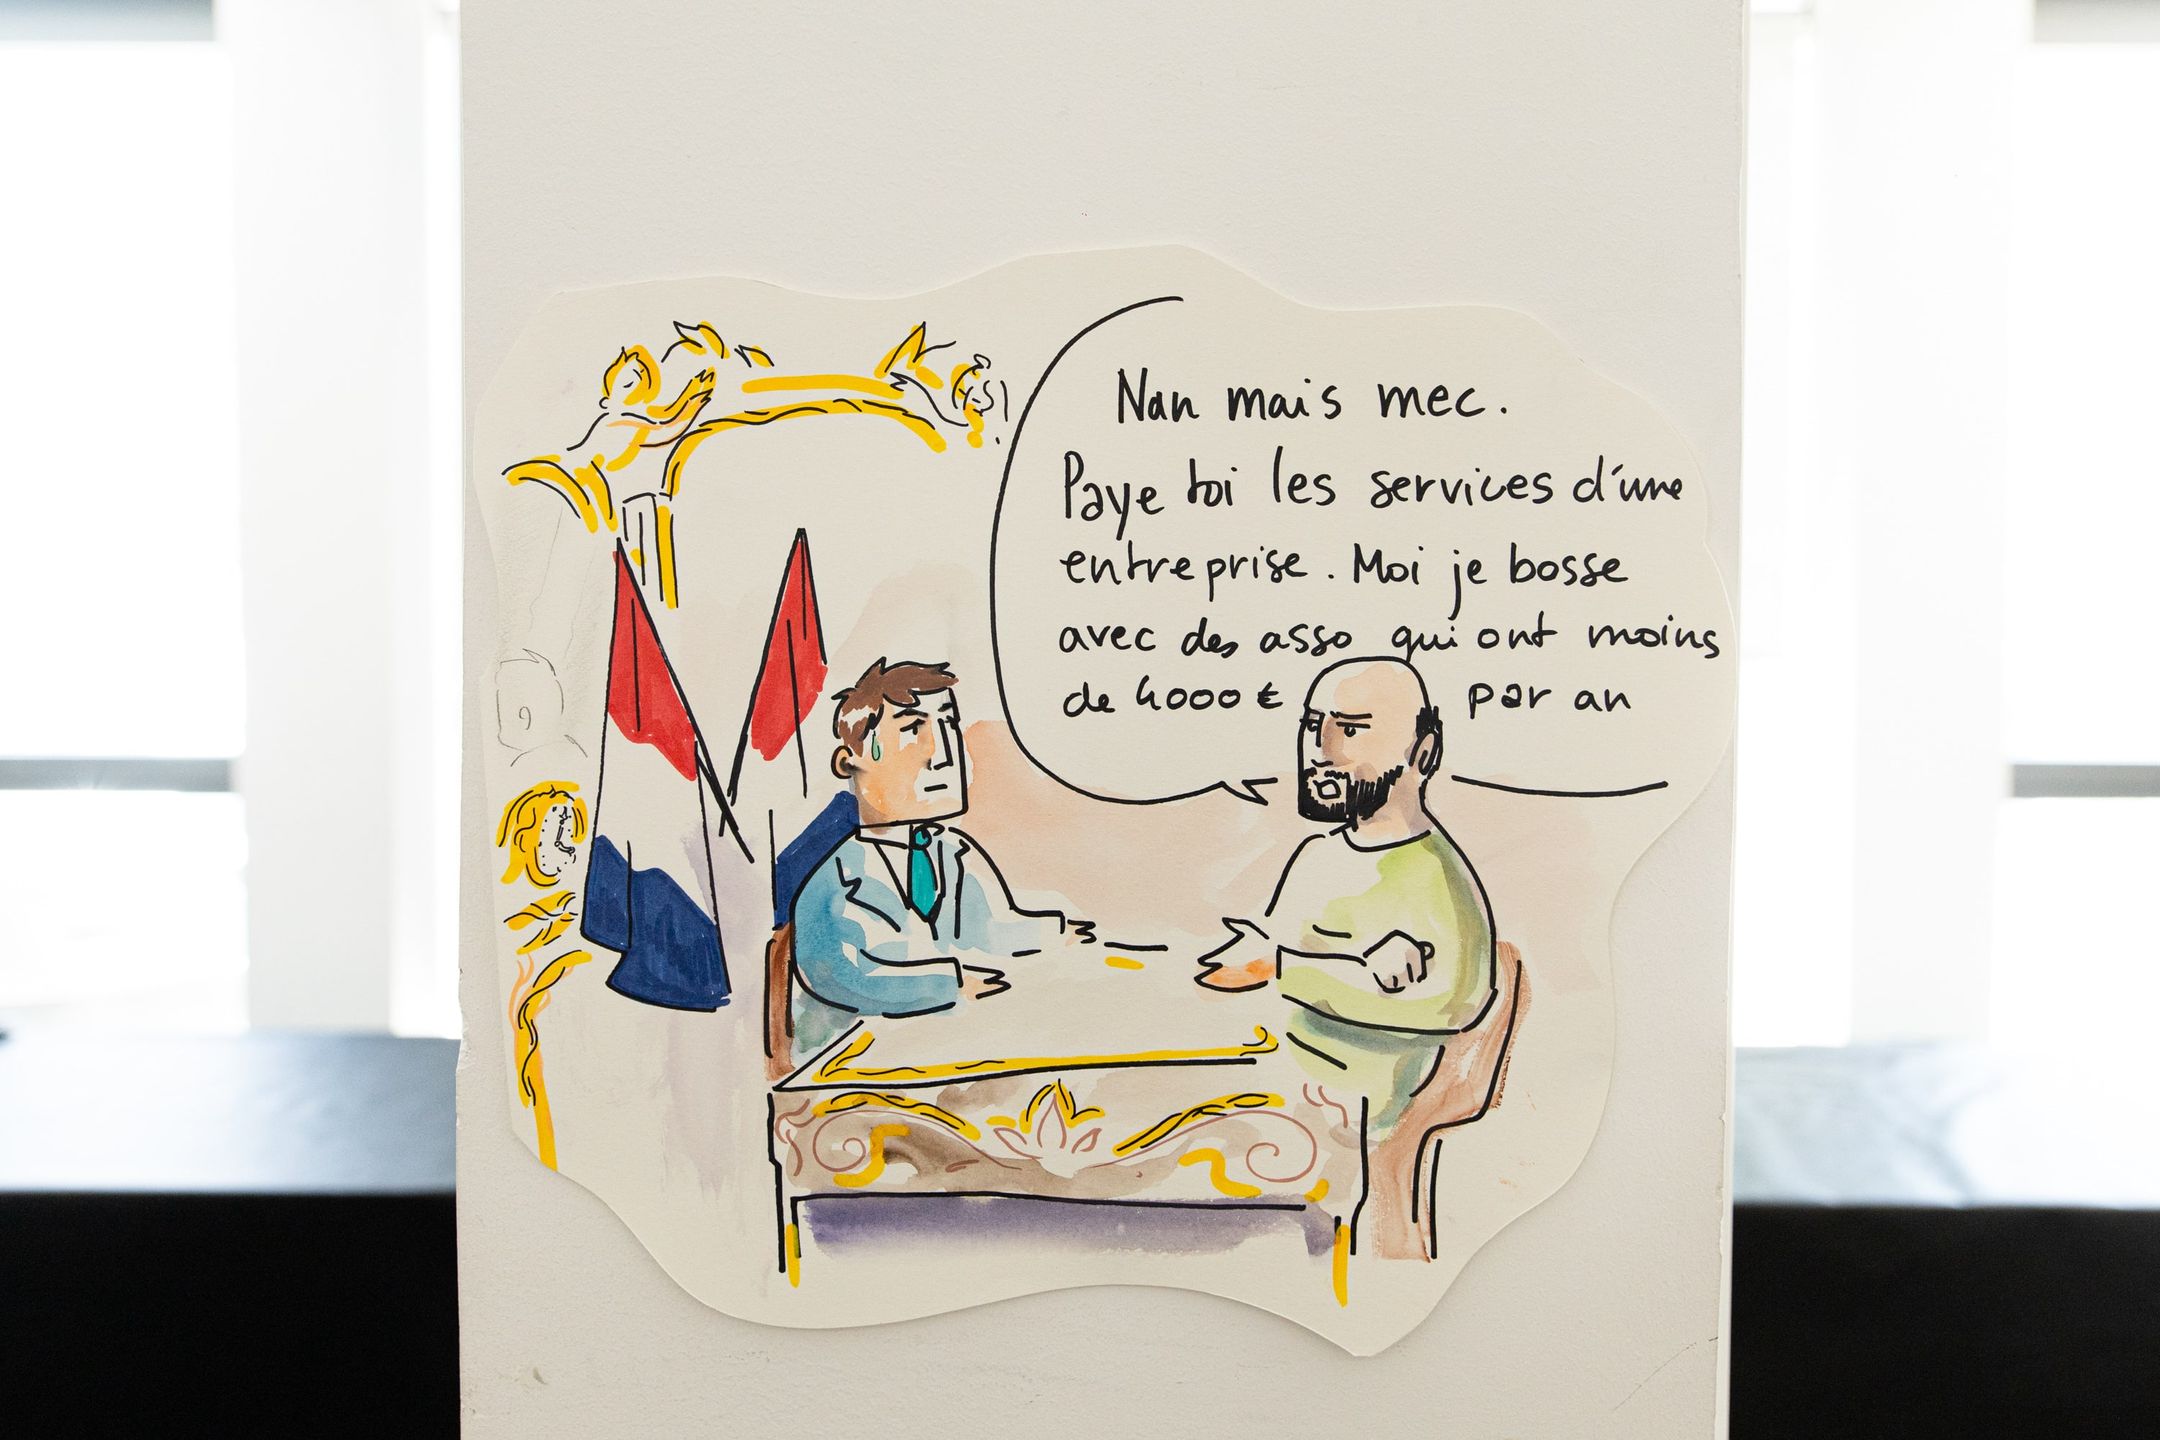 Nan mais mec.
Paye toi les services d'une
entreprise. Moi je bosse
avec des asso qui ont moins
de 4000 € par an